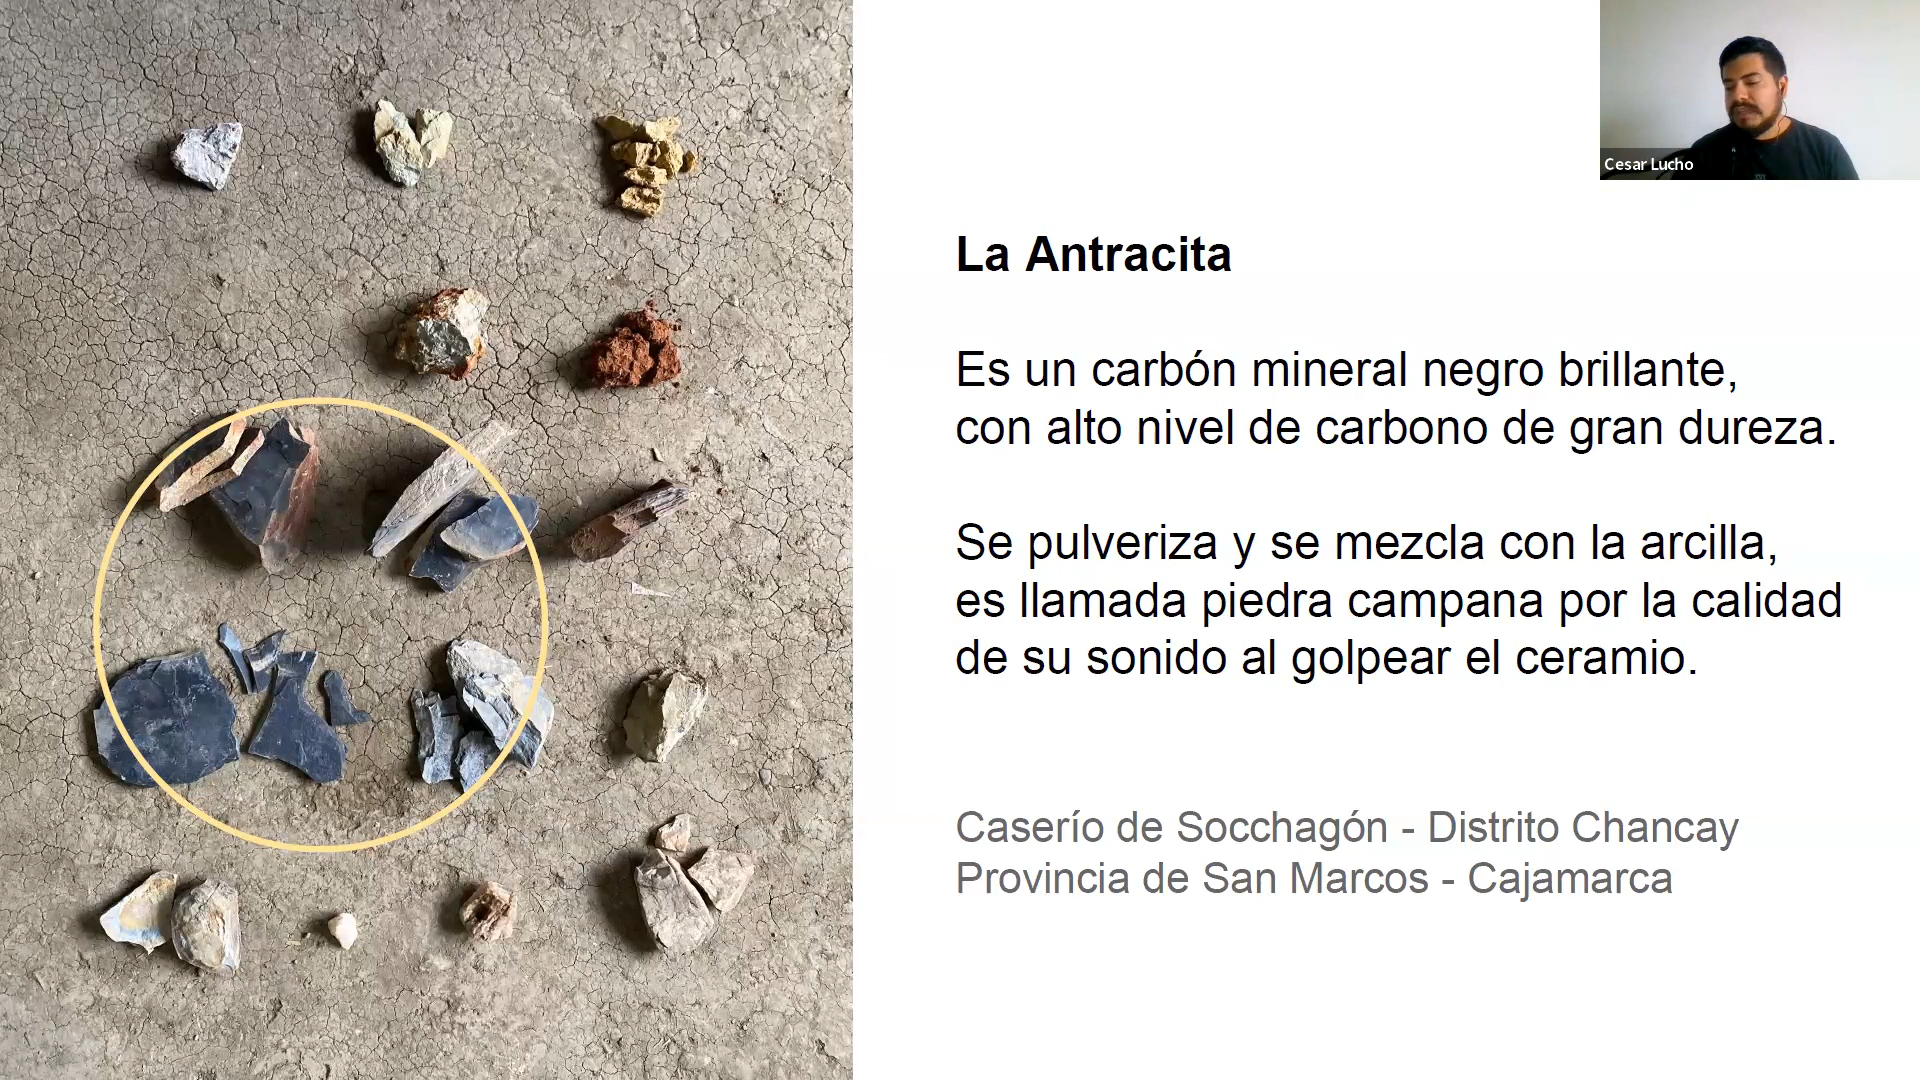 Cesar Lucho
La Antracita
Es un carbón mineral negro brillante,
con alto nivel de carbono de gran dureza.
Se pulveriza y se mezcla con la arcilla,
es llamada piedra campana por la calidad
de su sonido al golpear el ceramio.
Caserío de Socchagón - Distrito Chancay
Provincia de San Marcos - Cajamarca